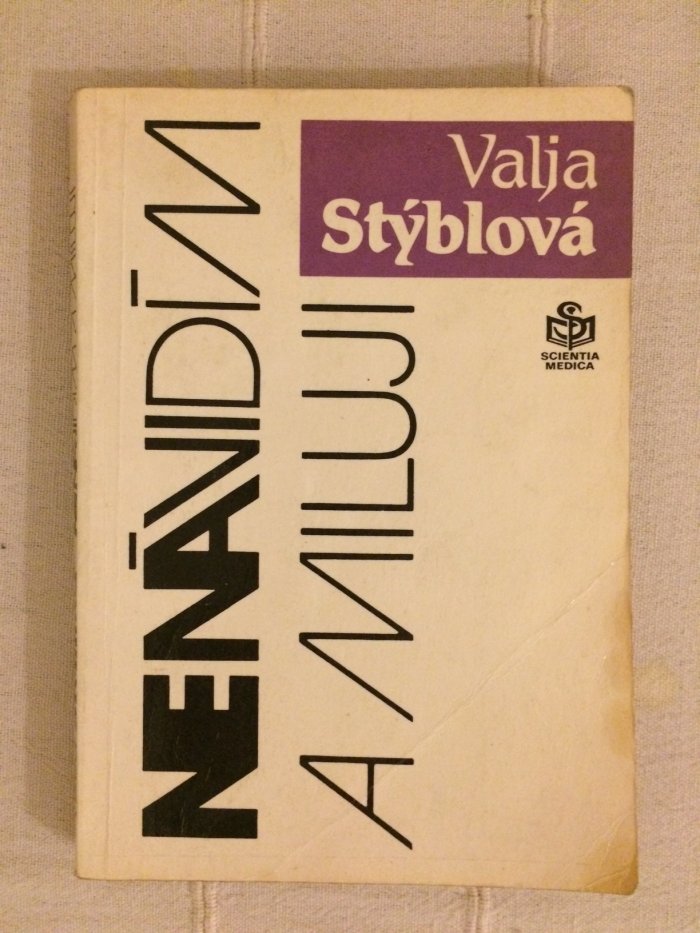 Valja
Stýblová
NENÁVIDÍM
A MILUJI
SCIENTIA
MEDICA